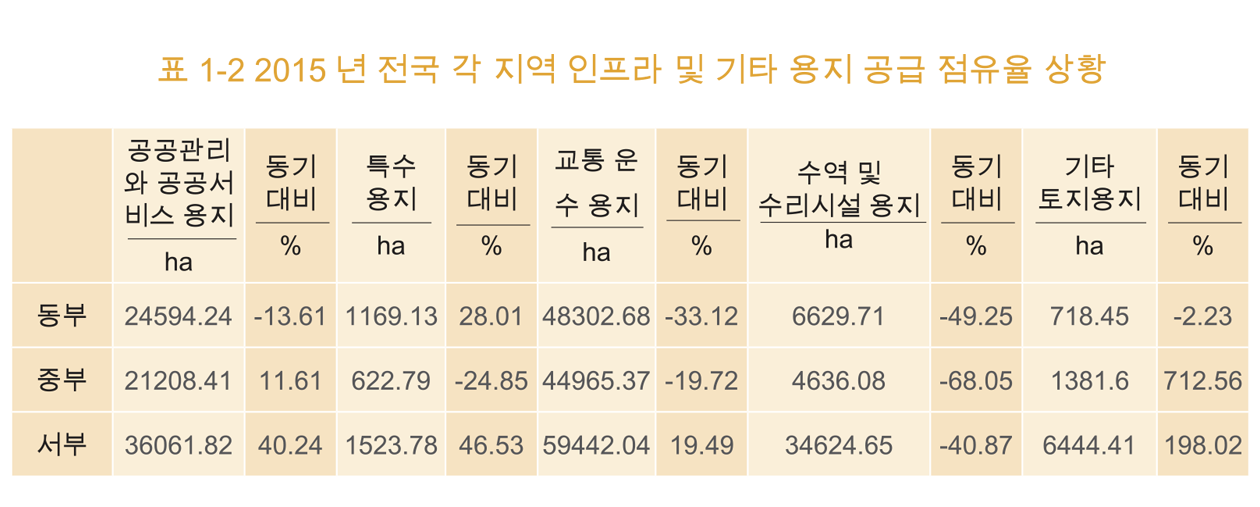 표 1-2 2015 년 전국 각 지역 인프라 및 기타 용지 공급 점유율 상황
공공관리
와 공공서
비스 용지
ha
동기
대비
%
특수
용지
ha
동기
대비
%
교통 운
수 용지
ha
동기
대비
%
수역 및
수리시설 용지
ha
동기
대비
%
기타
토지용지
ha
동기
대비
%
동부 24594.24 -13.61 1169.13 28.01 48302.68 -33.12 6629.71 -49.25 718.45 -2.23
중부 21208.41 11.61 622.79 -24.85 44965.37 -19.72 4636.08 -68.05 1381.6 712.56
서부 36061.82 40.24 1523.78 46.53 59442.04 19.49 34624.65 -40.87 6444.41 198.02